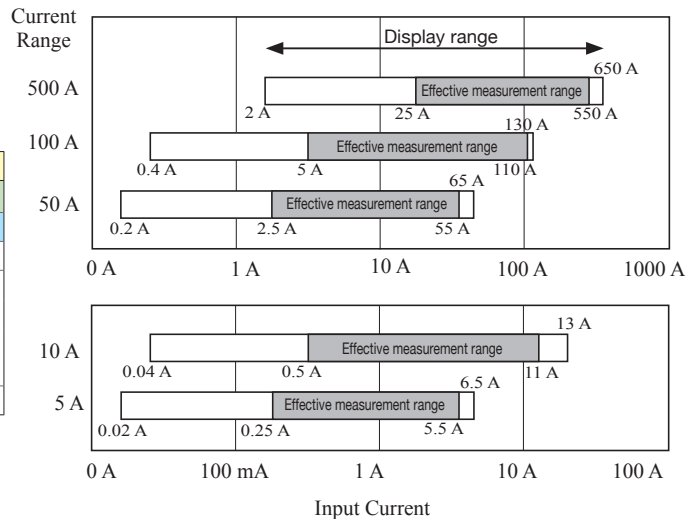 Current
Range
Display range
650 A
500 A
Effective measurement range
2 A
25 A
550 A
130 A
100 A
Effective measurement range
0.4 A
5 A
110 A
65 A
50 A
Effective measurement range
0.2 A
2.5 A
55 A
0 A
1 A
10 A
100 A
1000 A
13 A
10 A
Effective measurement range
0.04 A
0.5 A
11 A
6.5 A
5 A
Effective measurement range
0.02 A
0.25 A
5.5 A
0 A
100 mA
1 A
10 A
100 A
Input Current